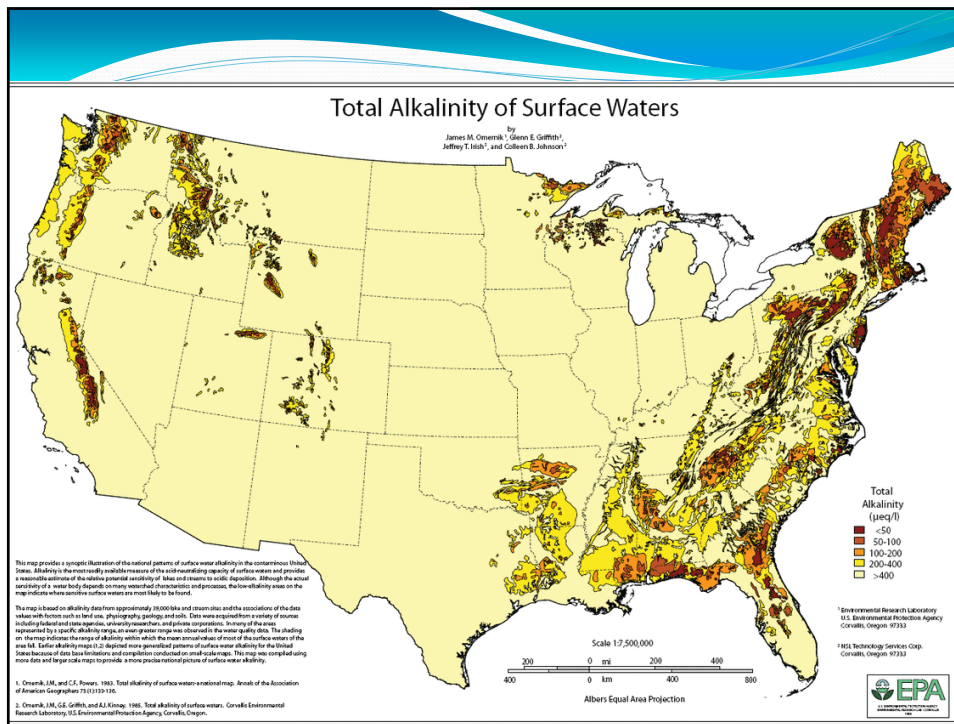 Total Alkalinity of Surface Waters
by
James M. Omernik ¹, Glenn E. Griffith²,
Jeffrey T. Irish², and Colleen B. Johnson ²
Total
Alkalinity
(µeq/l)
<50
50-100
100-200
200-400
>400
This map provides a synoptic illustration of the national patterns of surface water alkalinity in the conterminous United
States. Alkalinity is the most readily available measure of the acid-neutralizing capacity of surface waters and provides
a reasonable estimate of the relative potential sensitivity of lakes and streams to acidic deposition. Although the actual
sensitivity of a water body depends on many watershed characteristics and processes, the low-alkalinity areas on the
map indicate where sensitive surface waters are most likely to be found.
The map is based on alkalinity data from approximately 39,000 lake and stream sites and the associations of the data
values with factors such as land use, physiography, geology, and soils. Data were acquired from a variety of sources
including federal and state agencies, university researchers, and private corporations. In many of the areas
represented by a specific alkalinity range, an even greater range was observed in the water quality data. The shading
on the map indicates the range of alkalinity within which the mean annual values of most of the surface waters of the
area fall. Earlier alkalinity maps (1,2) depicted more generalized patterns of surface water alkalinity for the United
States because of data base limitations and compilation conducted on small-scale maps. This map was compiled using
more data and larger scale maps to provide a more precise national picture of surface water alkalinity.
1. Omernik, J.M., and C.F. Powers. 1983. Total alkalinity of surface waters-a national map. Annals of the Association
of American Geographers 73 (1):133-136.
2. Omernik, J.M., G.E. Griffith, and A.J. Kinney. 1985. Total alkalinity of surface waters. Corvallis Environmental
Research Laboratory, U.S. Environmental Protection Agency, Corvallis, Oregon.
Scale 1:7,500,000
200 0 mi 200 400
400 0 km 400 800
Albers Equal Area Projection
¹ Environmental Research Laboratory
U.S. Environmental Protection Agency
Corvallis, Oregon 97333
² NSI, Technology Services Corp.
Corvallis, Oregon 97333
EPA
U.S. ENVIRONMENTAL PROTECTION AGENCY